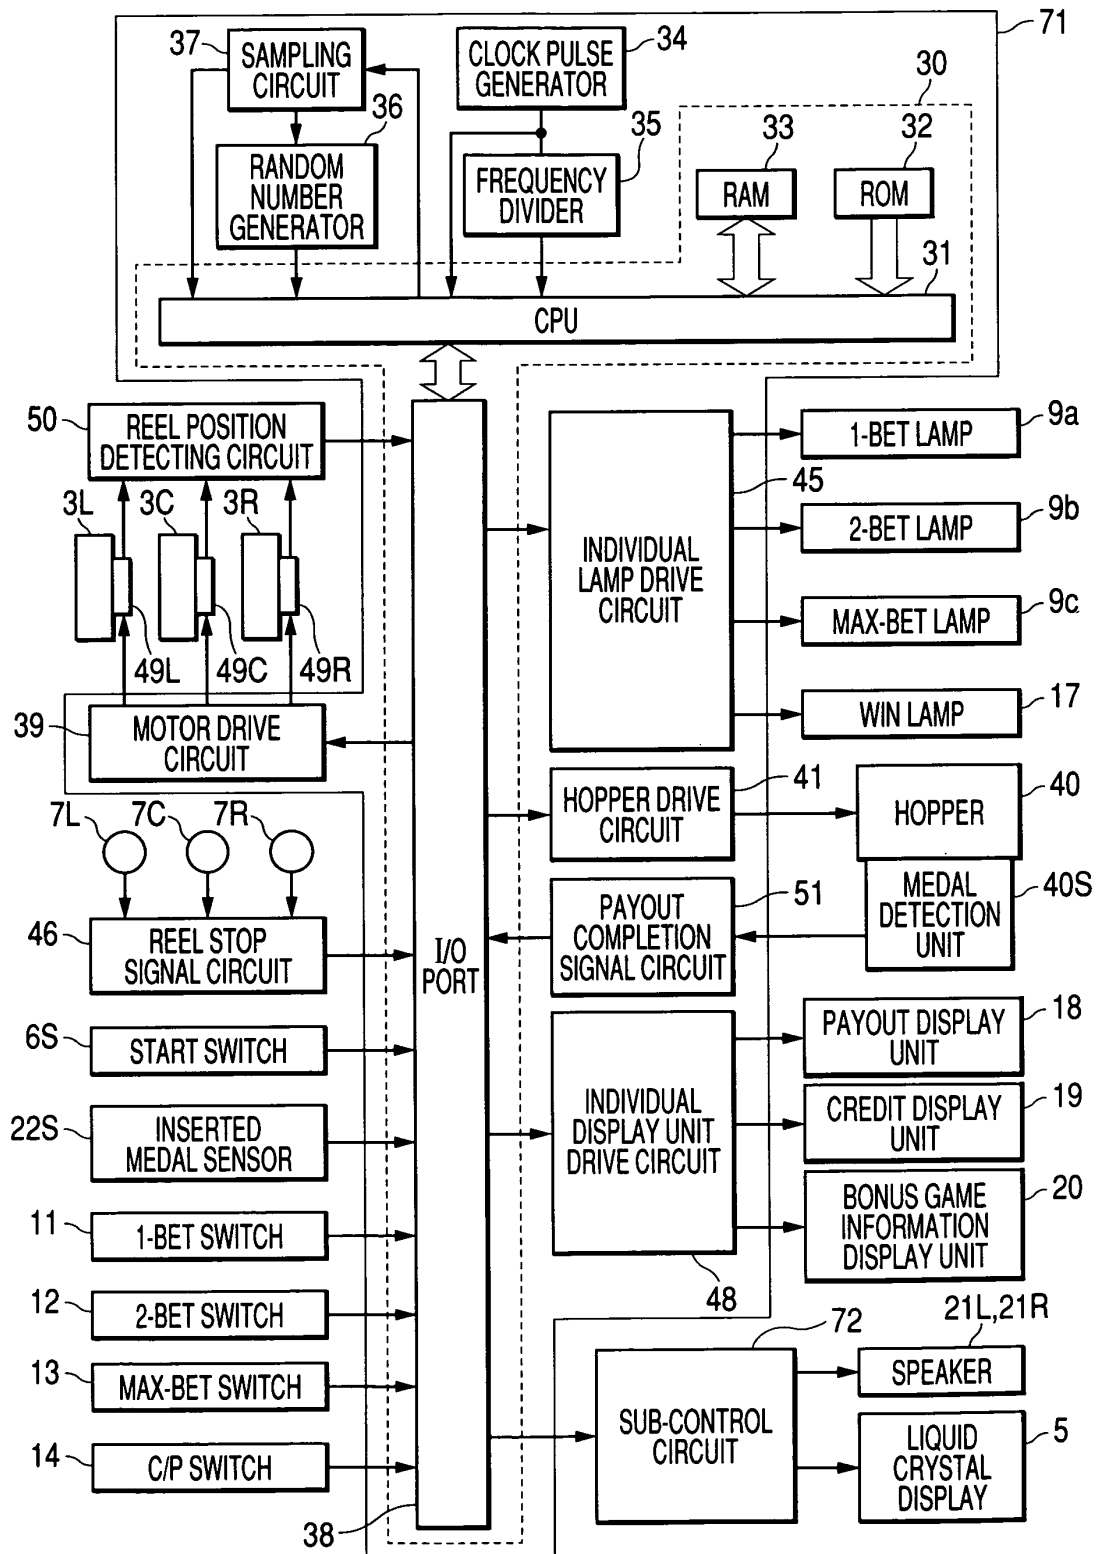 37
SAMPLING
CIRCUIT
34
CLOCK PULSE
GENERATOR
71
30
36
RANDOM
NUMBER
GENERATOR
35
FREQUENCY
DIVIDER
33
RAM
32
ROM
31
CPU
50
REEL POSITION
DETECTING CIRCUIT
3L
3C
3R
49L
49C
49R
39
MOTOR DRIVE
CIRCUIT
7L
7C
7R
46
REEL STOP
SIGNAL CIRCUIT
6S
START SWITCH
22S
INSERTED
MEDAL SENSOR
11
1-BET SWITCH
12
2-BET SWITCH
13
MAX-BET SWITCH
14
C/P SWITCH
I/O
PORT
38
INDIVIDUAL
LAMP DRIVE
CIRCUIT
45
1-BET LAMP
9a
2-BET LAMP
9b
MAX-BET LAMP
9c
WIN LAMP
17
HOPPER DRIVE
CIRCUIT
41
HOPPER
40
PAYOUT
COMPLETION
SIGNAL CIRCUIT
51
MEDAL
DETECTION
UNIT
40S
INDIVIDUAL
DISPLAY UNIT
DRIVE CIRCUIT
48
PAYOUT DISPLAY
UNIT
18
CREDIT DISPLAY
UNIT
19
BONUS GAME
INFORMATION
DISPLAY UNIT
20
72
SUB-CONTROL
CIRCUIT
21L,21R
SPEAKER
LIQUID
CRYSTAL
DISPLAY
5